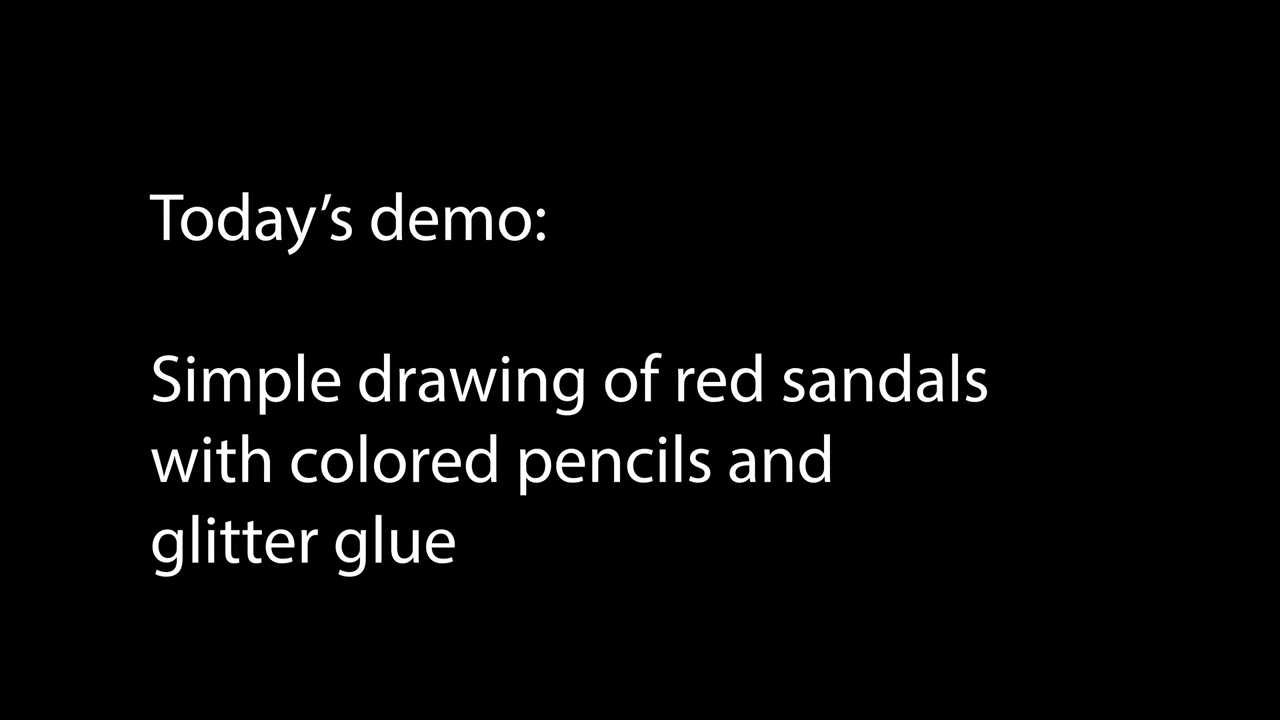 Today’s demo:
Simple drawing of red sandals
with colored pencils and
glitter glue